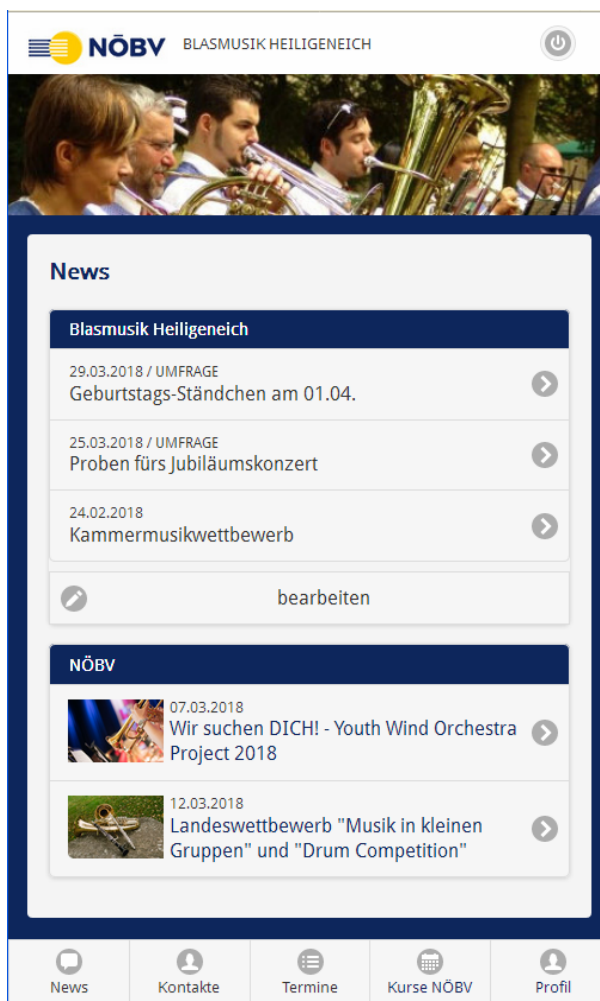 NÖBV BLASMUSIK HEILIGENEICH
News
Blasmusik Heiligeneich
29.03.2018 / UMFRAGE
Geburtstags-Ständchen am 01.04.
25.03.2018 / UMFRAGE
Proben fürs Jubiläumskonzert
24.02.2018
Kammermusikwettbewerb
bearbeiten
NÖBV
07.03.2018
Wir suchen DICH! - Youth Wind Orchestra
Project 2018
12.03.2018
Landeswettbewerb "Musik in kleinen
Gruppen" und "Drum Competition"
News Kontakte Termine Kurse NÖBV Profil